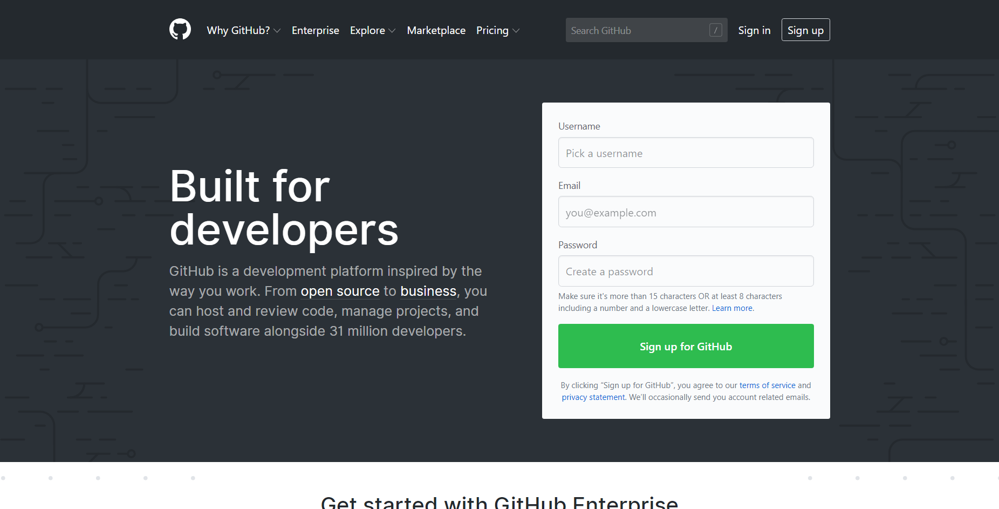 Why GitHub? Enterprise Explore Marketplace Pricing Search GitHub / Sign in Sign up
Built for
developers
GitHub is a development platform inspired by the
way you work. From open source to business, you
can host and review code, manage projects, and
build software alongside 31 million developers.
Username
Pick a username
Email
you@example.com
Password
Create a password
Make sure it's more than 15 characters OR at least 8 characters
including a number and a lowercase letter. Learn more.
Sign up for GitHub
By clicking “Sign up for GitHub”, you agree to our terms of service and
privacy statement. We’ll occasionally send you account related emails.
Get started with GitHub Enterprise